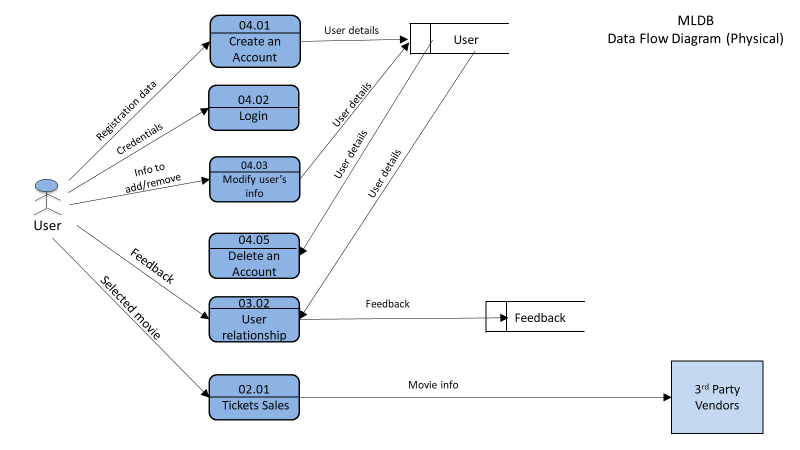 MLDB
Data Flow Diagram (Physical)
04.01
Create an
Account
User details
User
Registration data
User details
04.02
Login
Credentials
User details
User details
04.03
Modify user's
info
Info to
add/remove
User
04.05
Delete an
Account
Feedback
Selected movie
03.02
User
relationship
Feedback
Feedback
02.01
Tickets Sales
Movie info
3rd Party
Vendors